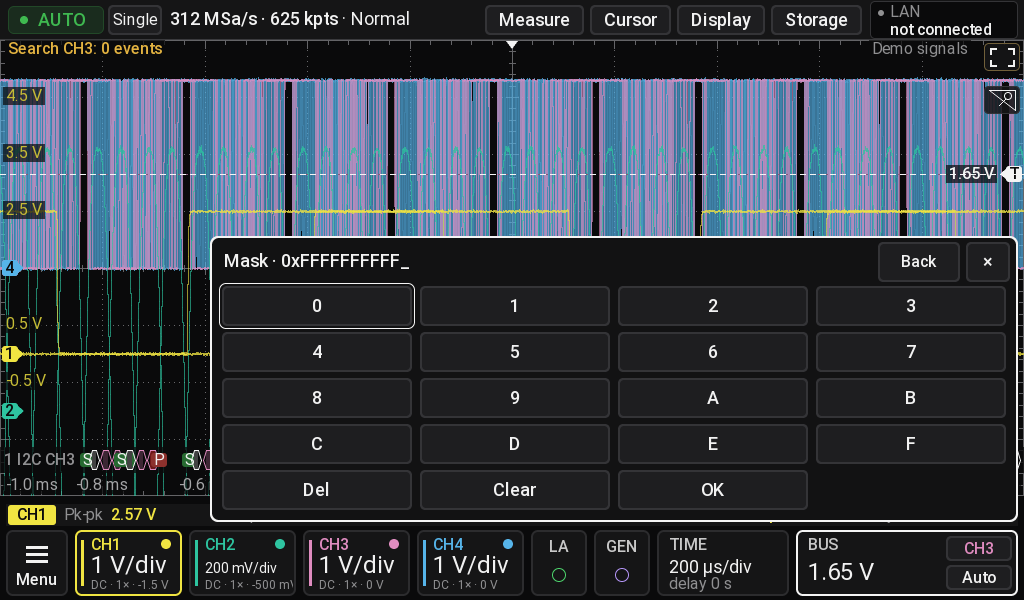 AUTO Single 312 MSa/s · 625 kpts · Normal Measure Cursor Display Storage LAN
not connected
Search CH3: 0 events Demo signals
4.5 V
3.5 V
1.65 V T
2.5 V
4
0.5 V
1
-0.5 V
2
Mask · 0xFFFFFFFFFF_ Back ×
0 1 2 3
4 5 6 7
8 9 A B
C D E F
Del Clear OK
1 I2C CH3 S S P S
-1.0 ms -0.8 ms -0.6
CH1 Pk-pk 2.57 V
Menu
CH1
1 V/div
DC · 1× · -1.5 V
CH2
200 mV/div
DC · 1× · -500 mV
CH3
1 V/div
DC · 1× · 0 V
CH4
1 V/div
DC · 1× · 0 V
LA
GEN
TIME
200 µs/div
delay 0 s
BUS
1.65 V
CH3
Auto